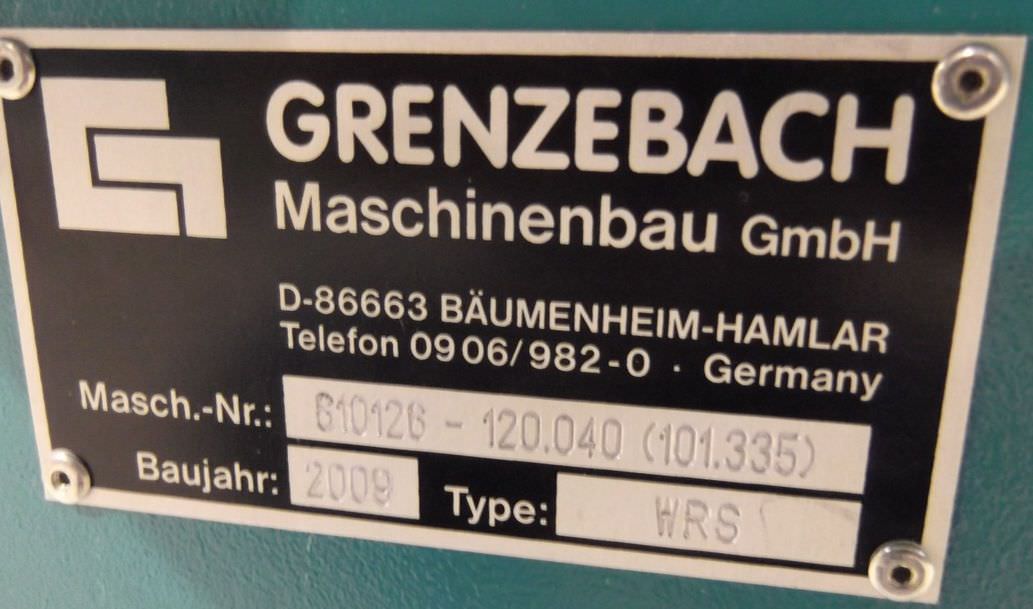 GRENZEBACH
Maschinenbau GmbH
D-86663 BÄUMENHEIM-HAMLAR
Telefon 0906/982-0 · Germany
Masch.-Nr.: 610126 - 120.040 (101.335)
Baujahr: 2009 Type: WRS